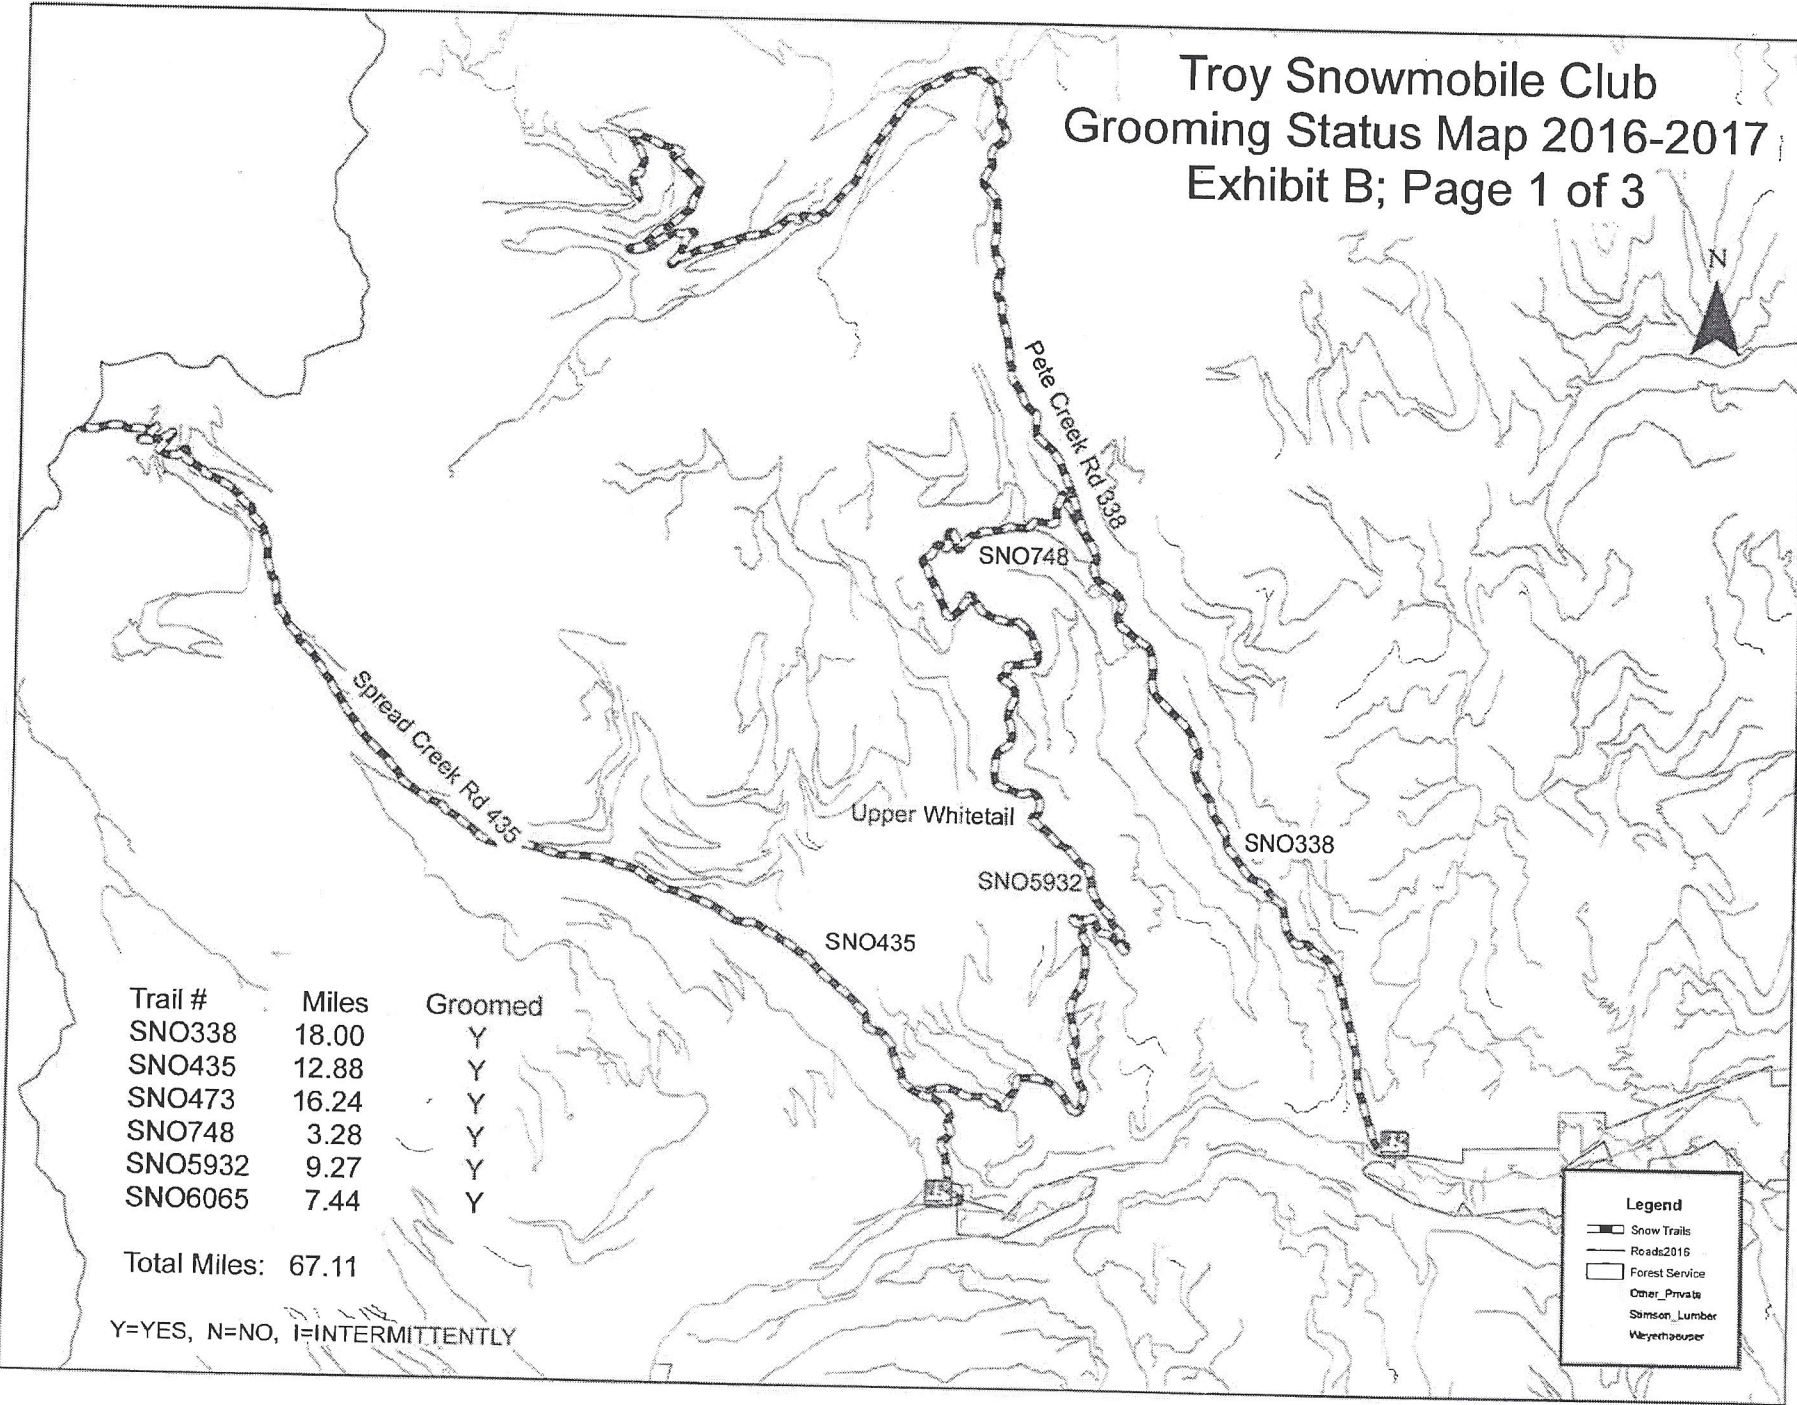 Troy Snowmobile Club
Grooming Status Map 2016-2017
Exhibit B; Page 1 of 3
N
Pete Creek Rd 338
SNO748
Spread Creek Rd 435
Upper Whitetail
SNO338
SNO5932
SNO435
Trail # Miles Groomed
SNO338 18.00 Y
SNO435 12.88 Y
SNO473 16.24 Y
SNO748 3.28 Y
SNO5932 9.27 Y
SNO6065 7.44 Y
Total Miles: 67.11
Y=YES, N=NO, I=INTERMITTENTLY
Legend
Snow Trails
Roads2016
Forest Service
Other_Private
Stimson_Lumber
Weyerhaeuser